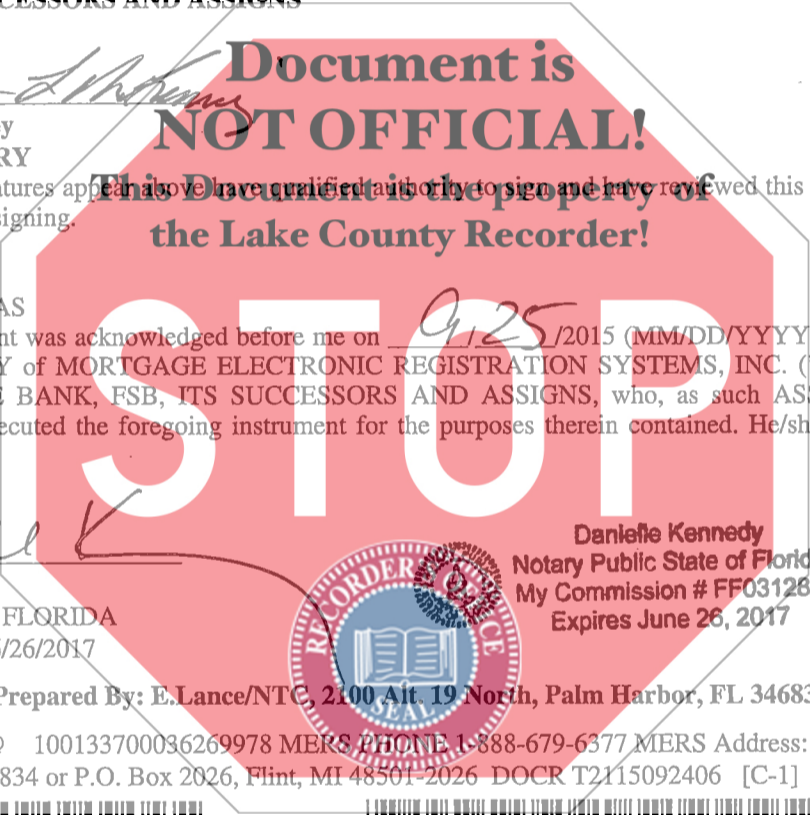 CCESSORS AND ASSIGNS
Document is
NOT OFFICIAL!
y
RY
This Document is the property of
tures appear above have qualified authority to sign and have reviewed this
signing.
the Lake County Recorder!
AS
nt was acknowledged before me on 9/25/2015 (MM/DD/YYYY
Y of MORTGAGE ELECTRONIC REGISTRATION SYSTEMS, INC. (
E BANK, FSB, ITS SUCCESSORS AND ASSIGNS, who, as such AS
ecuted the foregoing instrument for the purposes therein contained. He/sh
STOP
Danielle Kennedy
Notary Public State of Florid
My Commission # FF03128
Expires June 26, 2017
RECORDER'S OFFICE
SEAL
FLORIDA
/26/2017
Prepared By: E.Lance/NTC, 2100 Alt. 19 North, Palm Harbor, FL 34683
100133700036269978 MERS PHONE 1-888-679-6377 MERS Address:
834 or P.O. Box 2026, Flint, MI 48501-2026 DOCR T2115092406 [C-1]